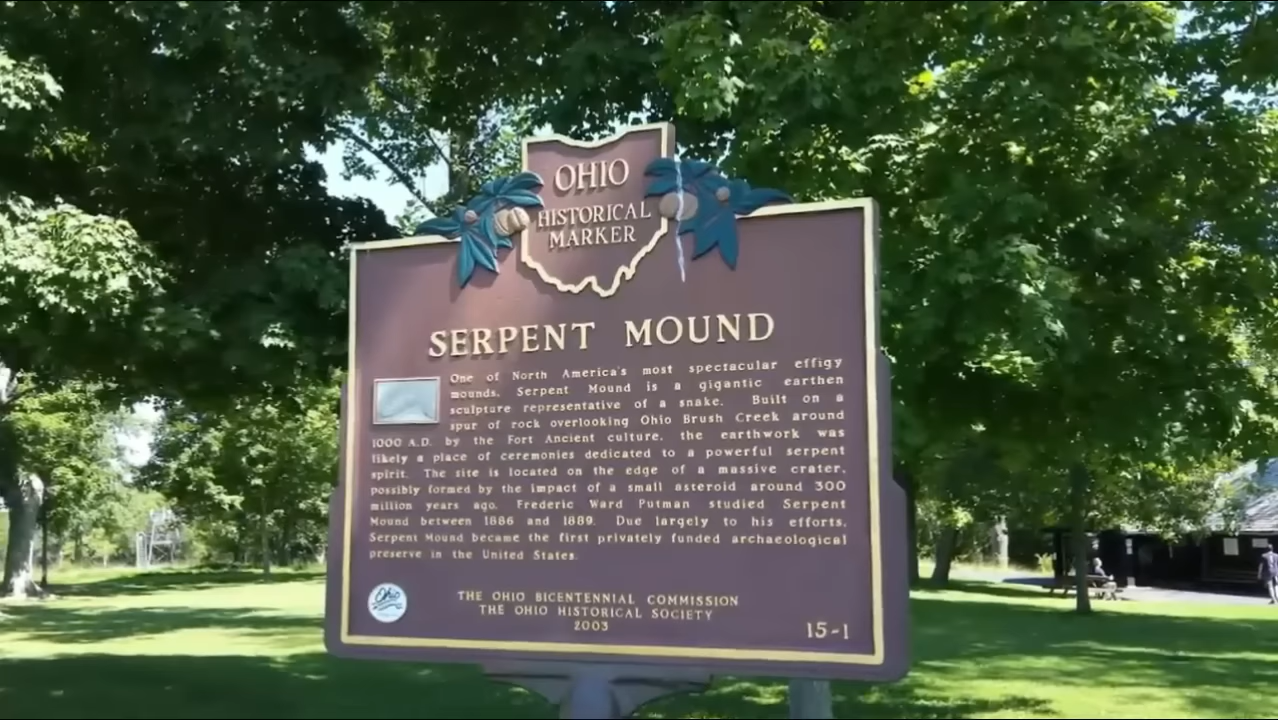 OHIO
HISTORICAL
MARKER
SERPENT MOUND
One of North America's most spectacular effigy
mounds, Serpent Mound is a gigantic earthen
sculpture representative of a snake. Built on a
spur of rock overlooking Ohio Brush Creek around
1000 A.D. by the Fort Ancient culture, the earthwork was
likely a place of ceremonies dedicated to a powerful serpent
spirit. The site is located on the edge of a massive crater,
possibly formed by the impact of a small asteroid around 300
million years ago. Frederic Ward Putman studied Serpent
Mound between 1886 and 1889. Due largely to his efforts,
Serpent Mound became the first privately funded archaeological
preserve in the United States.
Ohio
THE OHIO BICENTENNIAL COMMISSION
THE OHIO HISTORICAL SOCIETY
2003
15-1